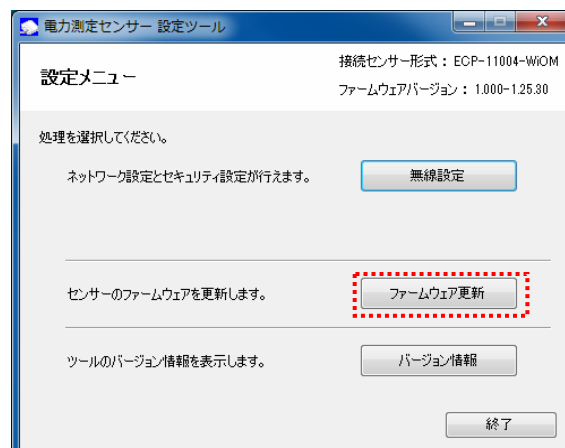 電力測定センサー 設定ツール
設定メニュー
接続センサー形式： ECP-11004-WiOM
ファームウェアバージョン： 1.000-1.25.30
処理を選択してください。
ネットワーク設定とセキュリティ設定が行えます。
無線設定
センサーのファームウェアを更新します。
ファームウェア更新
ツールのバージョン情報を表示します。
バージョン情報
終了